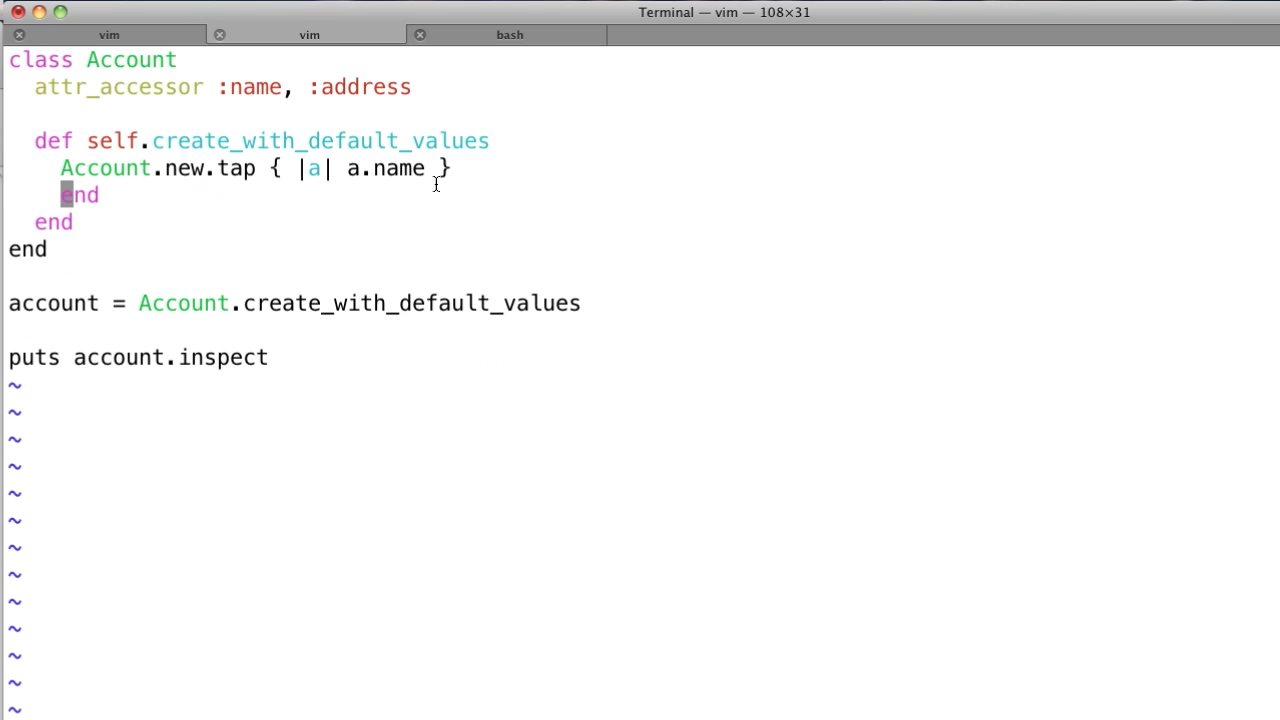 Terminal — vim — 108×31
vim vim bash
class Account
  attr_accessor :name, :address
  def self.create_with_default_values
    Account.new.tap { |a| a.name }
    end
  end
end
account = Account.create_with_default_values
puts account.inspect
~
~
~
~
~
~
~
~
~
~
~
~
~